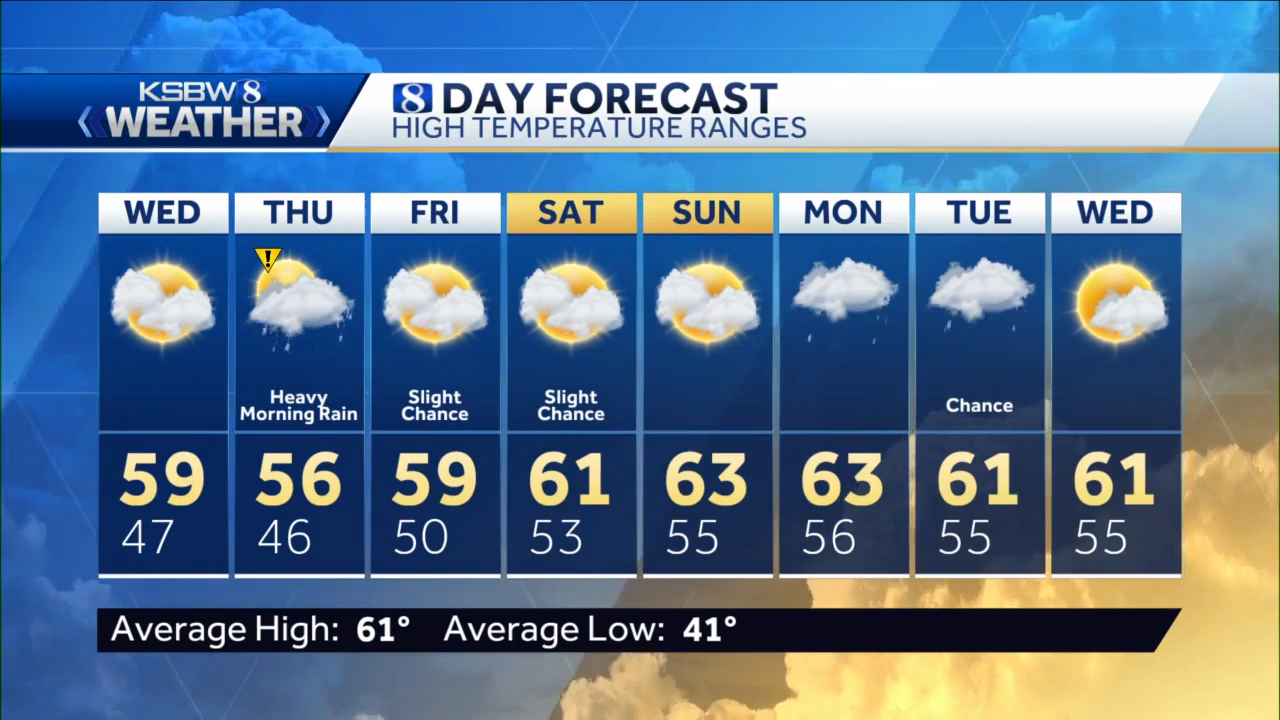 KSBW 8
WEATHER
8 DAY FORECAST
HIGH TEMPERATURE RANGES
WED THU FRI SAT SUN MON TUE WED
!
Heavy
Morning Rain
Slight
Chance
Slight
Chance
Chance
59 56 59 61 63 63 61 61
47 46 50 53 55 56 55 55
Average High: 61° Average Low: 41°